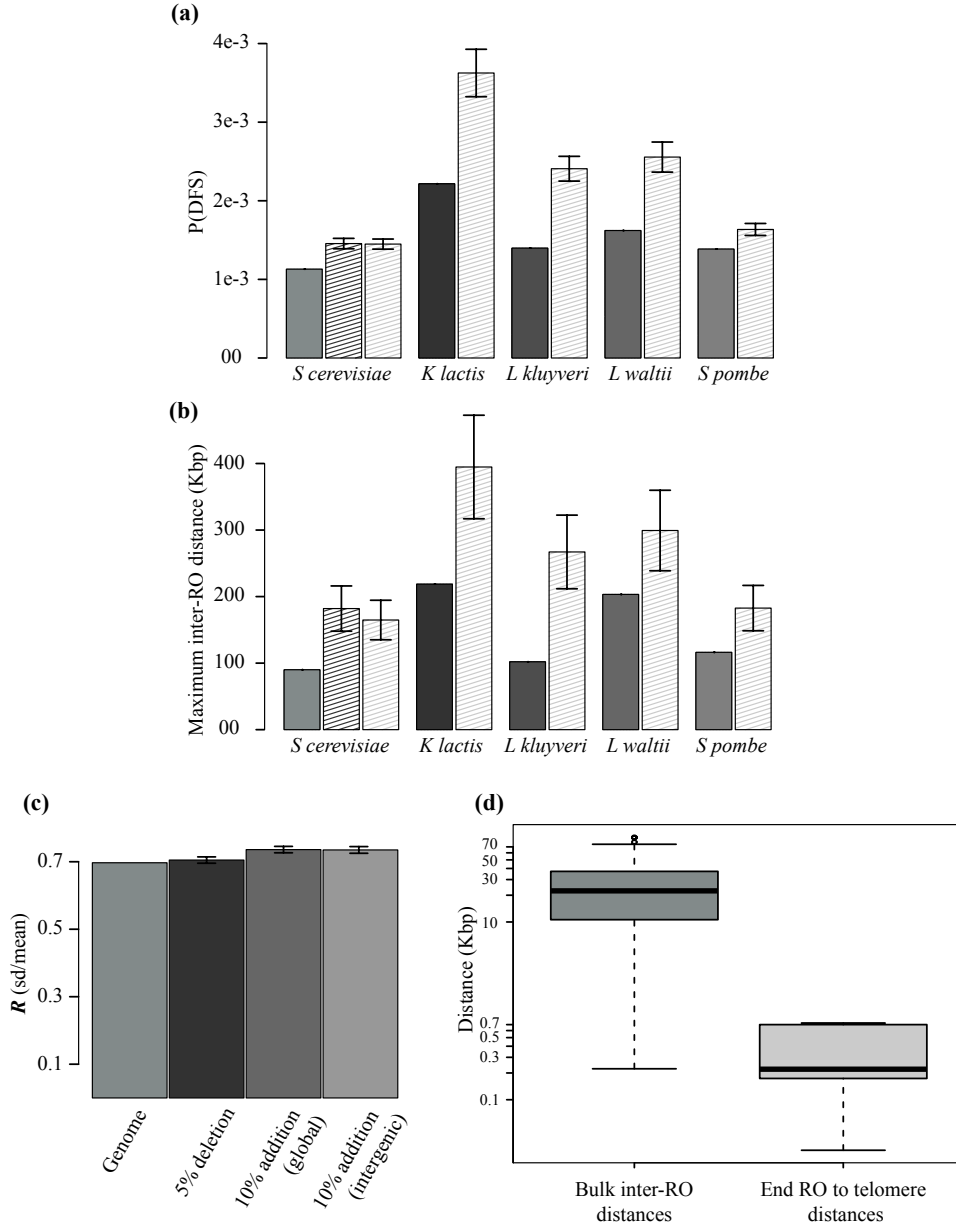 (a)
4e-3
3e-3
2e-3
1e-3
00
P(DFS)
S cerevisiae
K lactis
L kluyveri
L waltii
S pombe
(b)
400
300
200
100
00
Maximum inter-RO distance (Kbp)
S cerevisiae
K lactis
L kluyveri
L waltii
S pombe
(c)
0.7
0.5
0.3
0.1
R (sd/mean)
Genome
5% deletion
10% addition
(global)
10% addition
(intergenic)
(d)
70
50
30
10
0.7
0.5
0.3
0.1
Distance (Kbp)
Bulk inter-RO
distances
End RO to telomere
distances